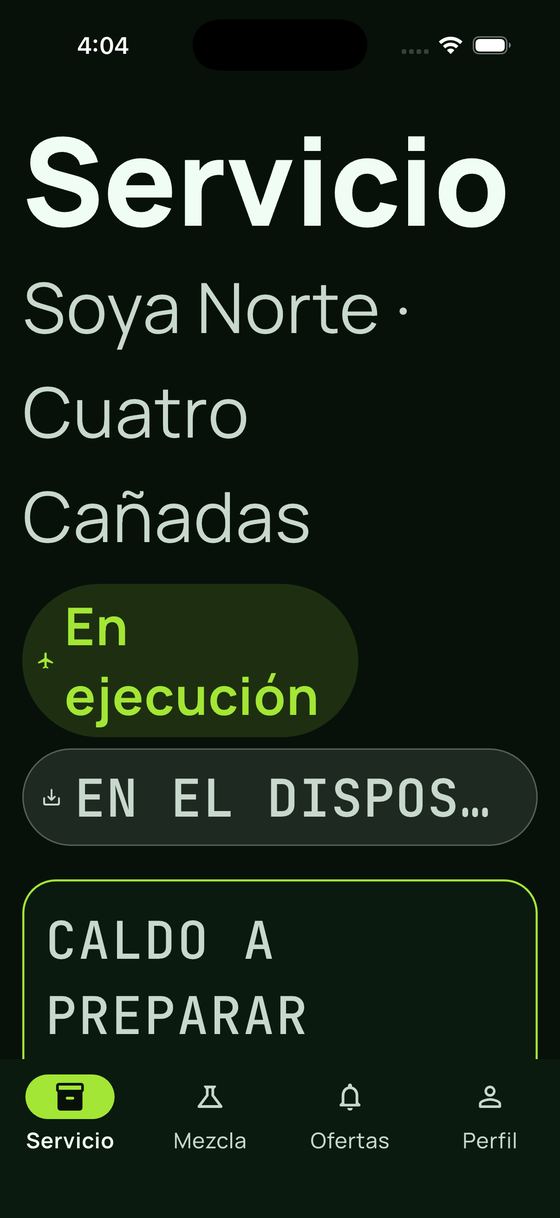 4:04
Servicio
Soya Norte ·
Cuatro
Cañadas
En
ejecución
EN EL DISPOS…
CALDO A
PREPARAR
Servicio
Mezcla
Ofertas
Perfil